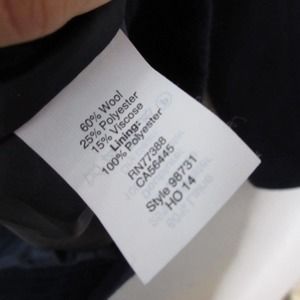 60% Wool
25% Polyester
15% Viscose
Lining:
100% Polyester
RN77388
CA56445
Style 98731
HO 14